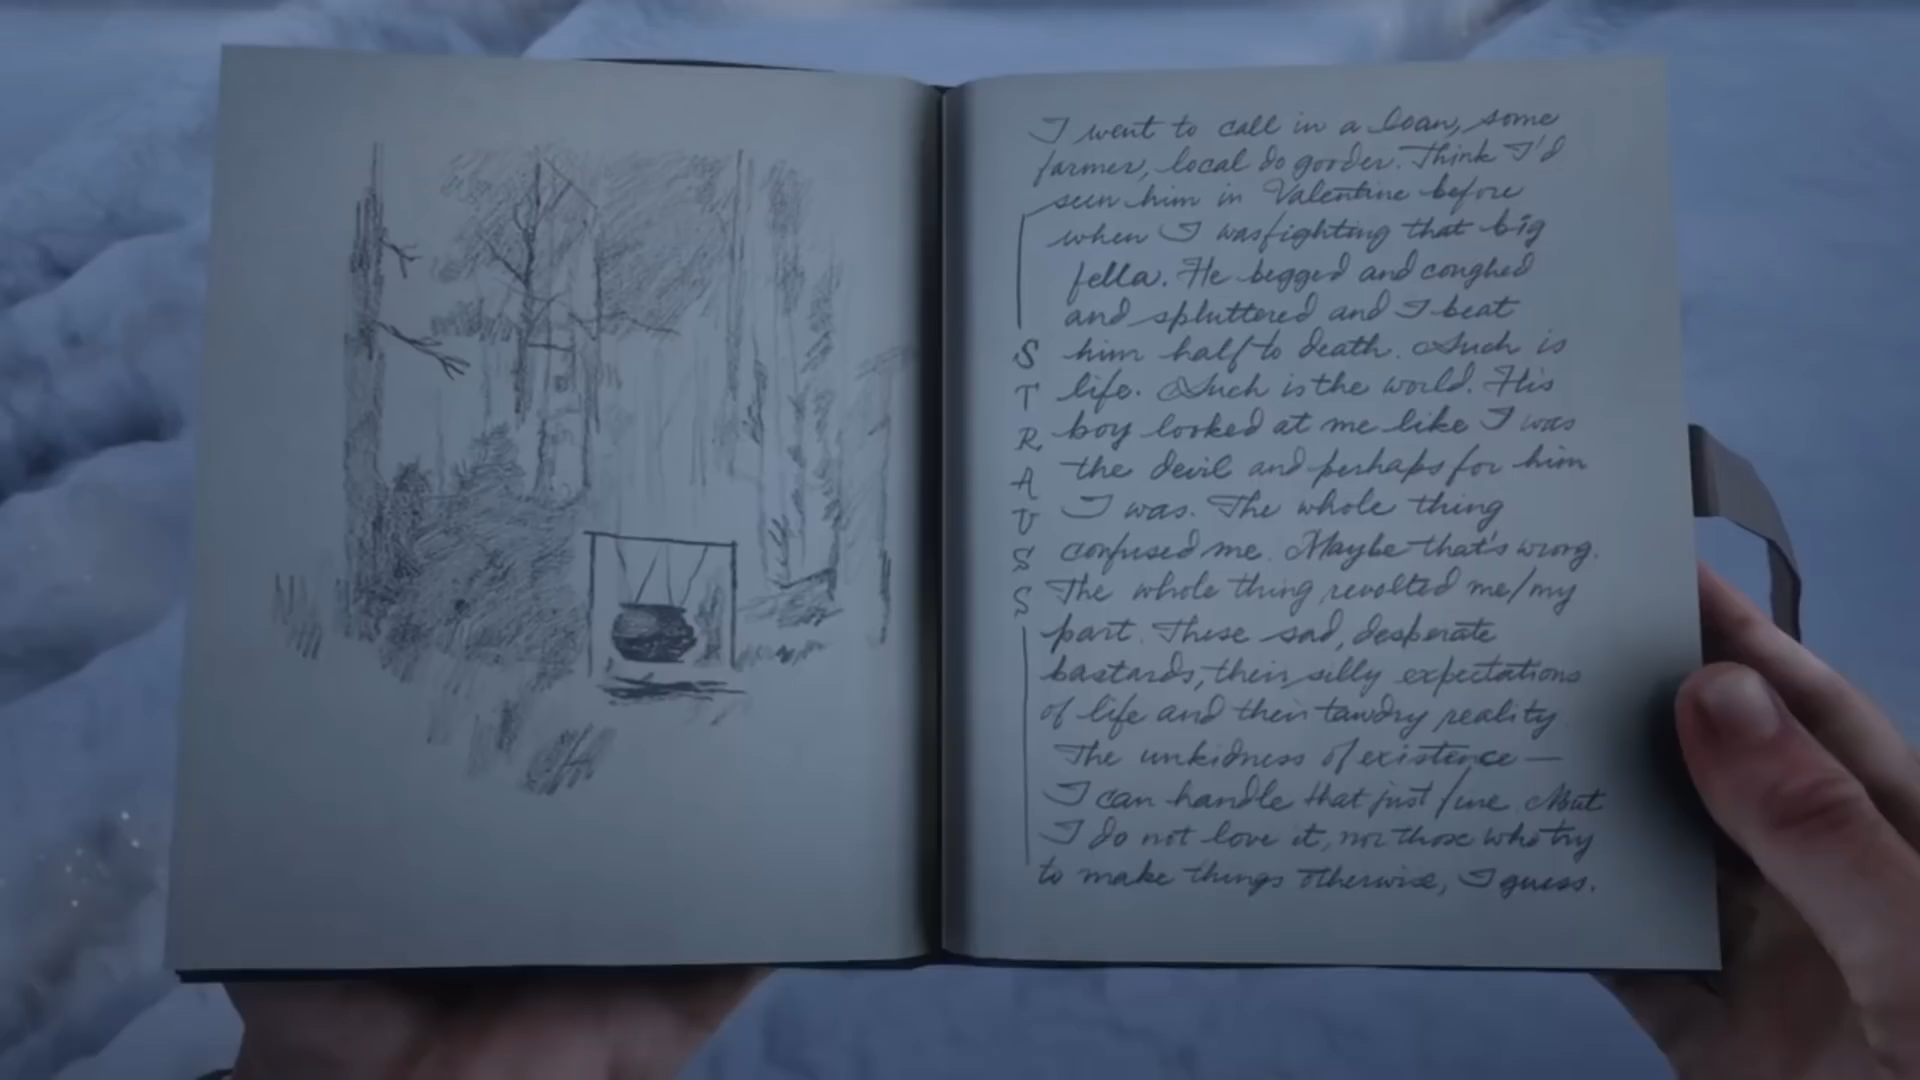 I went to call in a loan, some
farmer, local do gooder. Think I'd
seen him in Valentine before
when I was fighting that big
fella. He begged and coughed
and spluttered and I beat
him half to death. Such is
life. Such is the world. His
boy looked at me like I was
the devil and perhaps for him
I was. The whole thing
confused me. Maybe that's wrong.
The whole thing revolted me/my
part. These sad, desperate
bastards, their silly expectations
of life and their tawdry reality.
The unkidness of existence —
I can handle that just fine. But
I do not love it, nor those who try
to make things otherwise, I guess.
STRAUSS